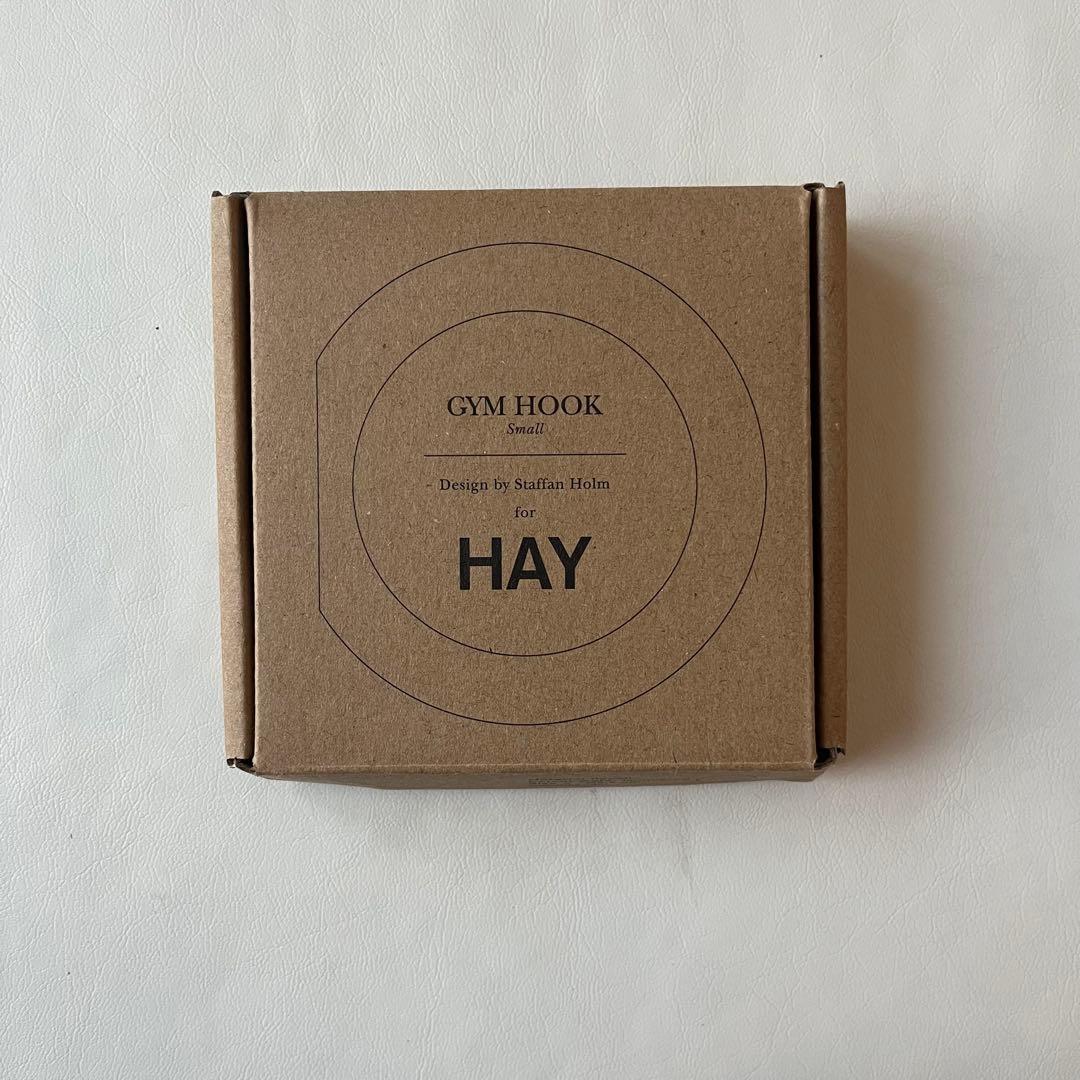 GYM HOOK
Small
Design by Staffan Holm
for
HAY